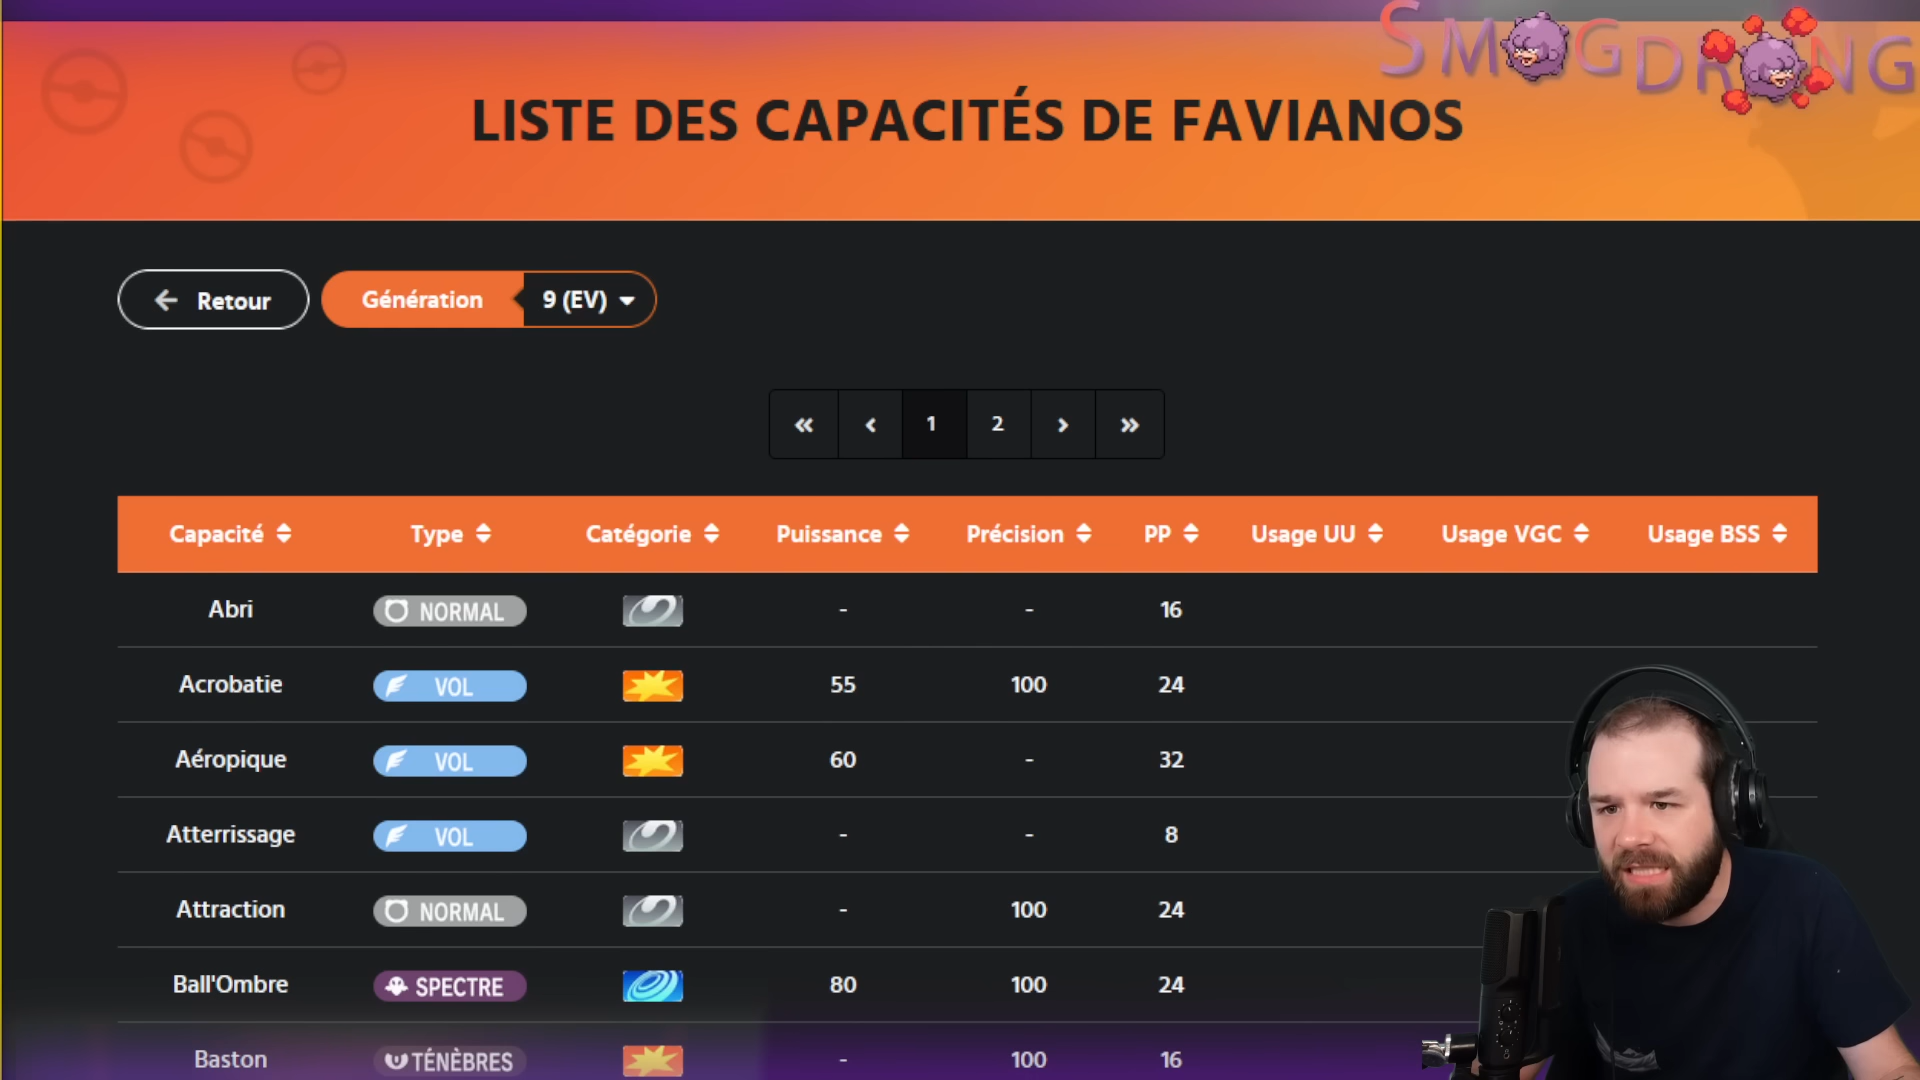 SMOGDRONG
LISTE DES CAPACITÉS DE FAVIANOS
Retour
Génération 9 (EV)
« ‹ 1 2 › »
Capacité Type Catégorie Puissance Précision PP Usage UU Usage VGC Usage BSS
Abri NORMAL - - 16
Acrobatie VOL 55 100 24
Aéropique VOL 60 - 32
Atterrissage VOL - - 8
Attraction NORMAL - 100 24
Ball'Ombre SPECTRE 80 100 24
Baston TÉNÈBRES - 100 16